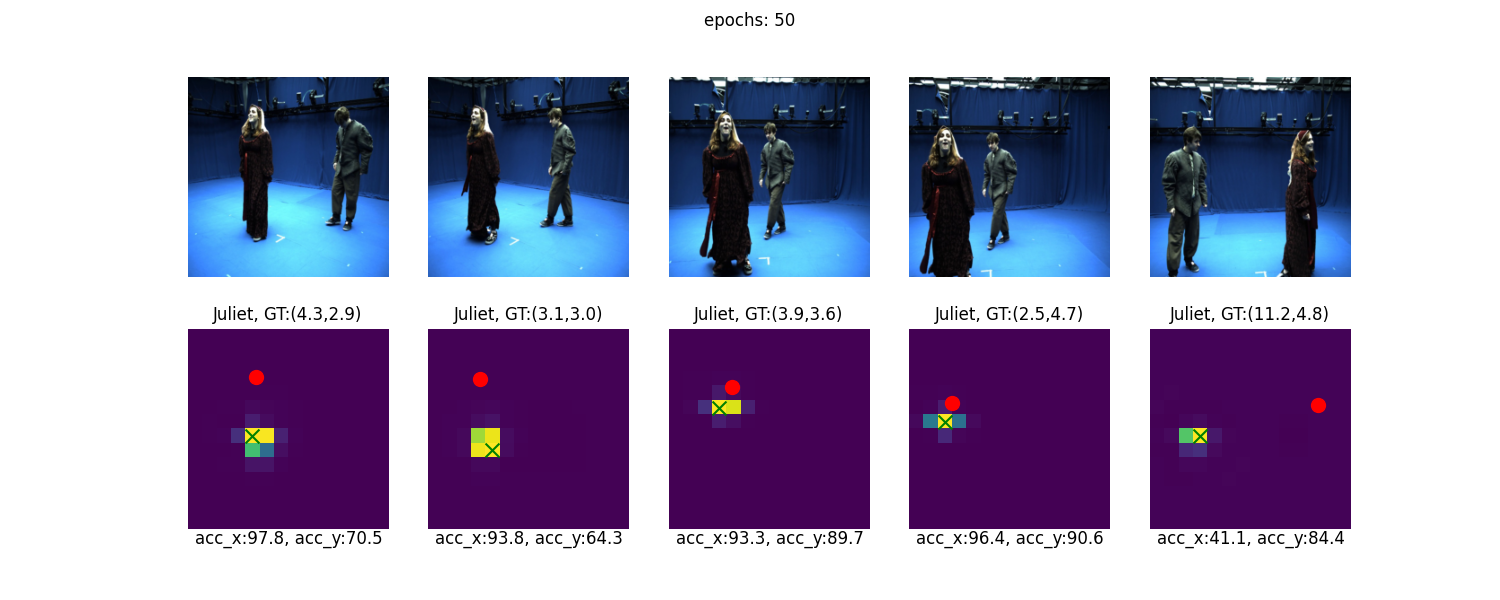 epochs: 50
Juliet, GT:(4.3,2.9)
Juliet, GT:(3.1,3.0)
Juliet, GT:(3.9,3.6)
Juliet, GT:(2.5,4.7)
Juliet, GT:(11.2,4.8)
acc_x:97.8, acc_y:70.5
acc_x:93.8, acc_y:64.3
acc_x:93.3, acc_y:89.7
acc_x:96.4, acc_y:90.6
acc_x:41.1, acc_y:84.4